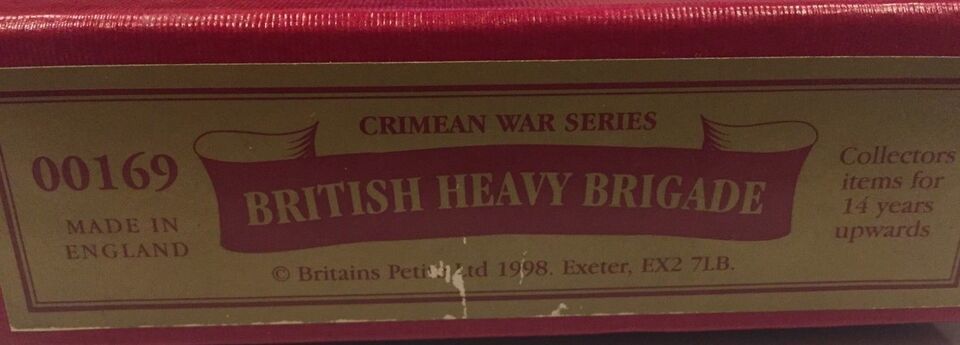 CRIMEAN WAR SERIES
00169
BRITISH HEAVY BRIGADE
MADE IN
ENGLAND
Collectors
items for
14 years
upwards
© Britains Ltd 1998. Exeter, EX2 7LB.